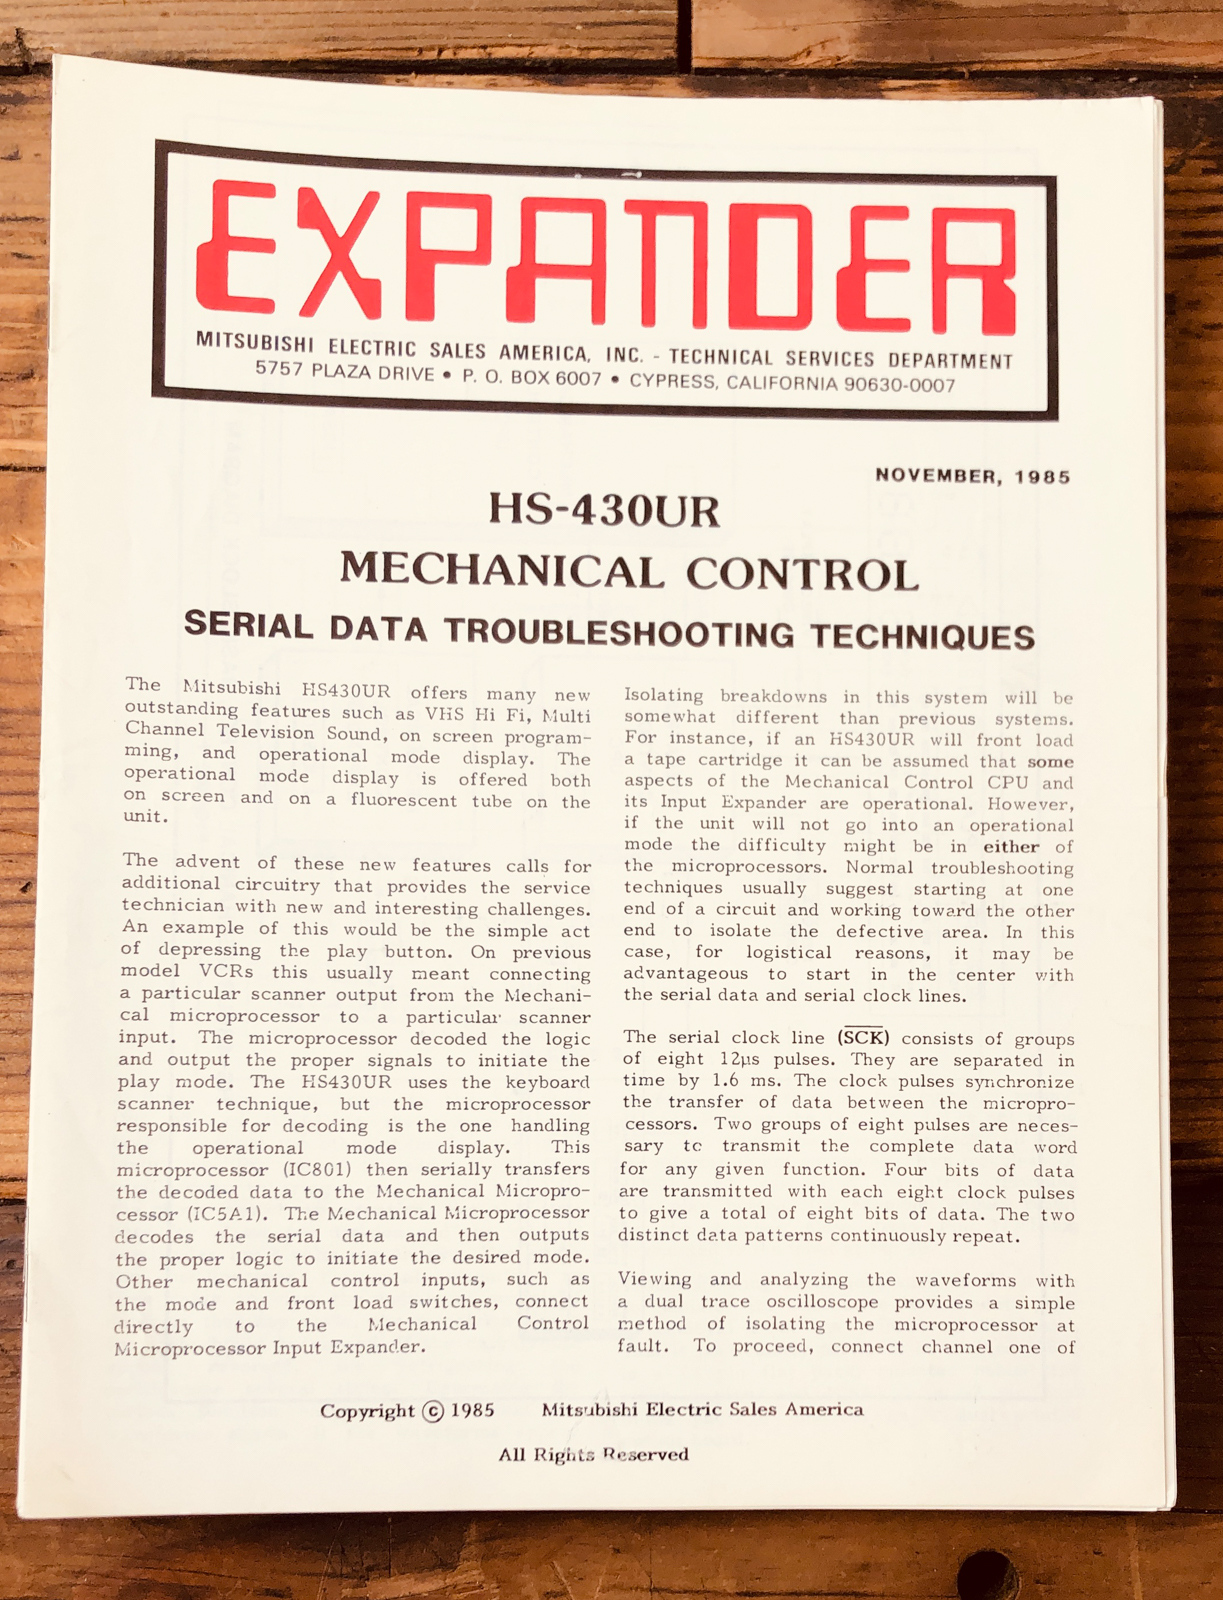 EXPANDER
MITSUBISHI ELECTRIC SALES AMERICA, INC. - TECHNICAL SERVICES DEPARTMENT
5757 PLAZA DRIVE • P. O. BOX 6007 • CYPRESS, CALIFORNIA 90630-0007
NOVEMBER, 1985
HS-430UR
MECHANICAL CONTROL
SERIAL DATA TROUBLESHOOTING TECHNIQUES
The Mitsubishi HS430UR offers many new
outstanding features such as VHS Hi Fi, Multi
Channel Television Sound, on screen program-
ming, and operational mode display. The
operational mode display is offered both
on screen and on a fluorescent tube on the
unit.
The advent of these new features calls for
additional circuitry that provides the service
technician with new and interesting challenges.
An example of this would be the simple act
of depressing the play button. On previous
model VCRs this usually meant connecting
a particular scanner output from the Mechani-
cal microprocessor to a particular scanner
input. The microprocessor decoded the logic
and output the proper signals to initiate the
play mode. The HS430UR uses the keyboard
scanner technique, but the microprocessor
responsible for decoding is the one handling
the operational mode display. This
microprocessor (IC801) then serially transfers
the decoded data to the Mechanical Micropro-
cessor (IC5A1). The Mechanical Microprocessor
decodes the serial data and then outputs
the proper logic to initiate the desired mode.
Other mechanical control inputs, such as
the mode and front load switches, connect
directly to the Mechanical Control
Microprocessor Input Expander.
Isolating breakdowns in this system will be
somewhat different than previous systems.
For instance, if an HS430UR will front load
a tape cartridge it can be assumed that some
aspects of the Mechanical Control CPU and
its Input Expander are operational. However,
if the unit will not go into an operational
mode the difficulty might be in either of
the microprocessors. Normal troubleshooting
techniques usually suggest starting at one
end of a circuit and working toward the other
end to isolate the defective area. In this
case, for logistical reasons, it may be
advantageous to start in the center with
the serial data and serial clock lines.
The serial clock line (S̅C̅K̅) consists of groups
of eight 12µs pulses. They are separated in
time by 1.6 ms. The clock pulses synchronize
the transfer of data between the micropro-
cessors. Two groups of eight pulses are neces-
sary to transmit the complete data word
for any given function. Four bits of data
are transmitted with each eight clock pulses
to give a total of eight bits of data. The two
distinct data patterns continuously repeat.
Viewing and analyzing the waveforms with
a dual trace oscilloscope provides a simple
method of isolating the microprocessor at
fault. To proceed, connect channel one of
Copyright © 1985 Mitsubishi Electric Sales America
All Rights Reserved